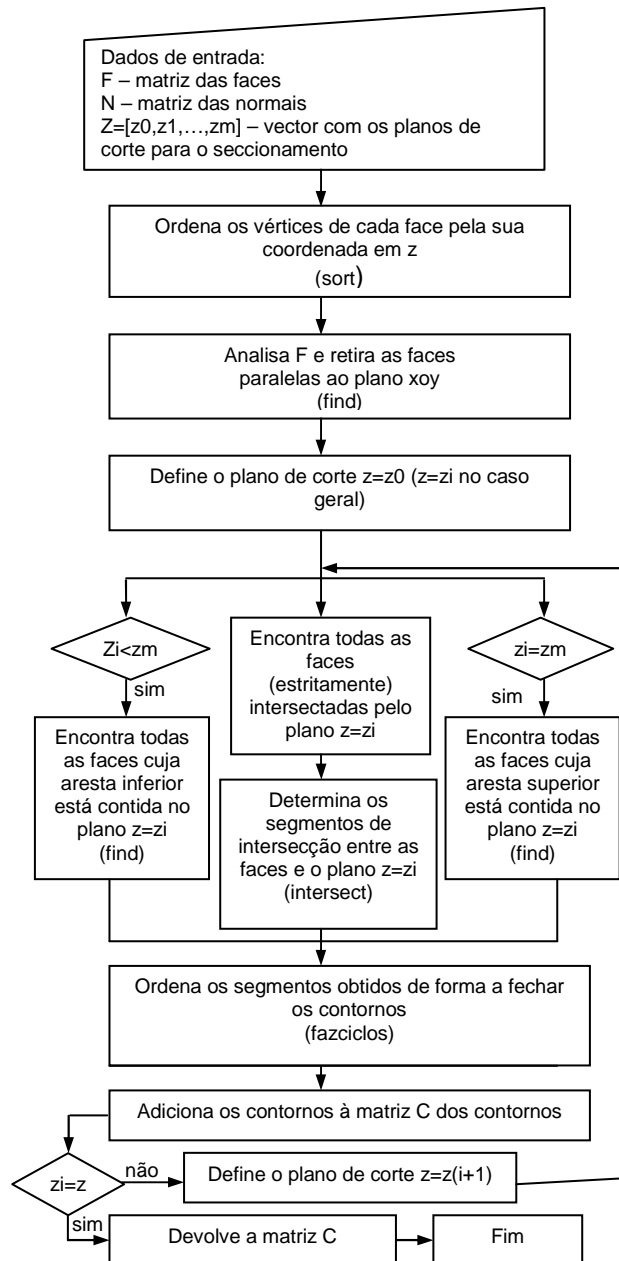 Dados de entrada:
F – matriz das faces
N – matriz das normais
Z=[z0,z1,…,zm] – vector com os planos de
corte para o seccionamento
Ordena os vértices de cada face pela sua
coordenada em z
(sort)
Analisa F e retira as faces
paralelas ao plano xoy
(find)
Define o plano de corte z=z0 (z=zi no caso
geral)
Zi<zm
sim
Encontra todas
as faces cuja
aresta inferior
está contida no
plano z=zi
(find)
Encontra todas as
faces
(estritamente)
intersectadas pelo
plano z=zi
Determina os
segmentos de
intersecção entre as
faces e o plano z=zi
(intersect)
zi=zm
sim
Encontra todas
as faces cuja
aresta superior
está contida no
plano z=zi
(find)
Ordena os segmentos obtidos de forma a fechar
os contornos
(fazciclos)
Adiciona os contornos à matriz C dos contornos
zi=z
não
Define o plano de corte z=z(i+1)
sim
Devolve a matriz C
Fim